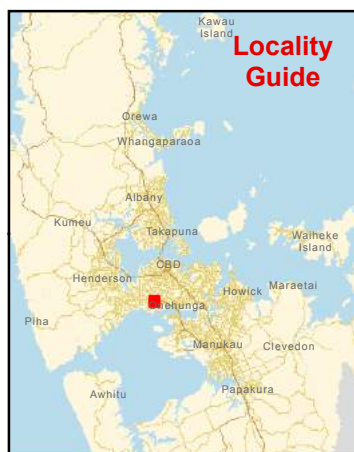 Kawau
Island
Locality
Guide
Orewa
Whangaparaoa
Albany
Kumeu
Takapuna
Waiheke
Island
CBD
Henderson
Howick
Maraetai
Onehunga
Piha
Manukau
Clevedon
Awhitu
Papakura